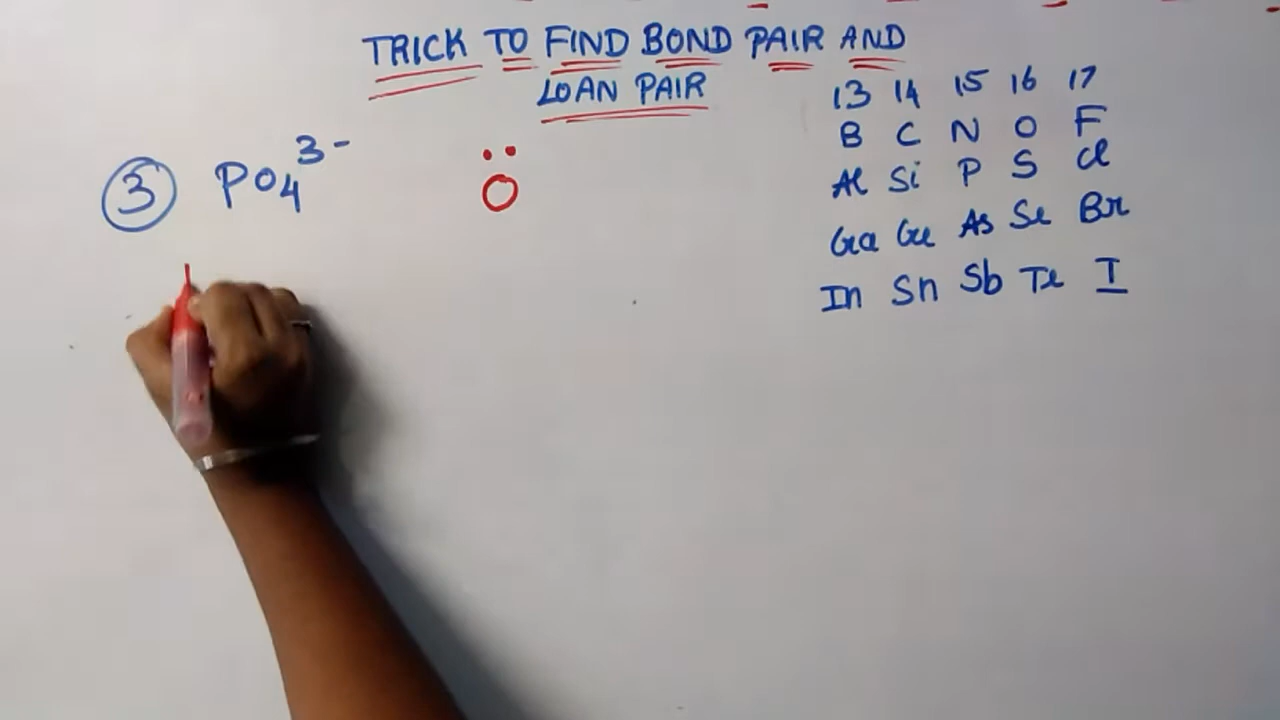 TRICK TO FIND BOND PAIR AND
LOAN PAIR
3 PO4 3-
O
13 14 15 16 17
B C N O F
Al Si P S Cl
Ga Ge As Se Br
In Sn Sb Te I